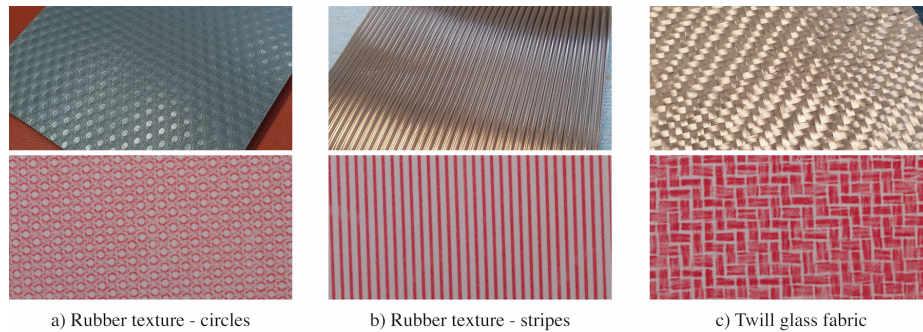 a) Rubber texture - circles
b) Rubber texture - stripes
c) Twill glass fabric